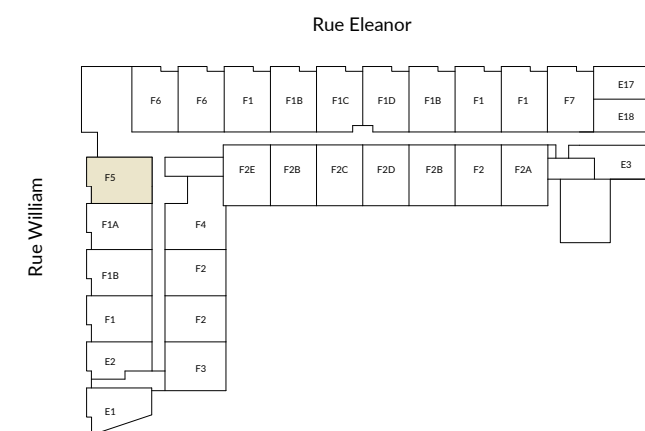 Rue Eleanor
E17
F6 F6 F1 F1B F1C F1D F1B F1 F1 F7
E18
F2E F2B F2C F2D F2B F2 F2A
E3
F5
Rue William
F1A F4
F1B F2
F1 F2
E2 F3
E1